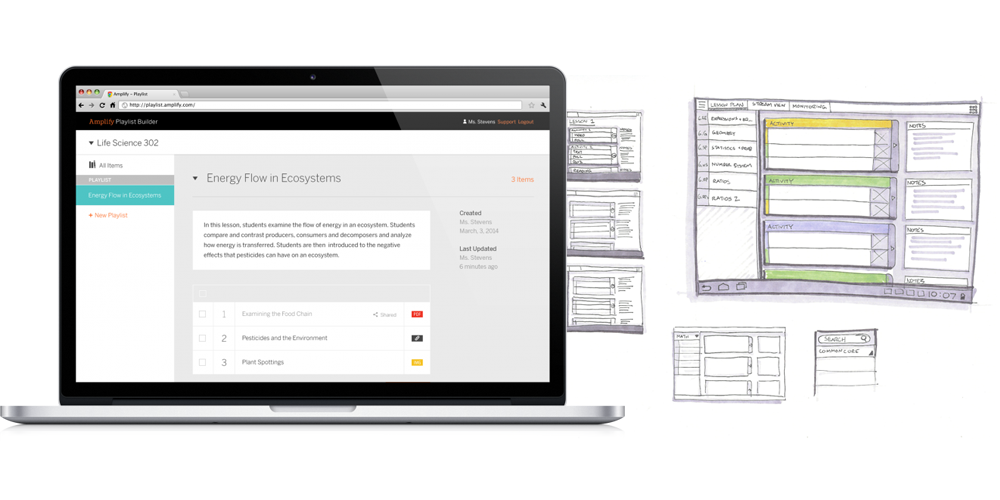 Amplify - Playlist
http://playlist.amplify.com/
Amplify Playlist Builder
Ms. Stevens Support Logout
Life Science 302
All Items
PLAYLIST
Energy Flow in Ecosystems
+ New Playlist
Energy Flow in Ecosystems
3 Items
In this lesson, students examine the flow of energy in an ecosystem. Students
compare and contrast producers, consumers and decomposers and analyze
how energy is transferred. Students are then introduced to the negative
effects that pesticides can have on an ecosystem.
Created
Ms. Stevens
March, 3, 2014
Last Updated
Ms. Stevens
6 minutes ago
1 Examining the Food Chain Shared PDF
2 Pesticides and the Environment
3 Plant Spottings
LESSON 1
READING
LESSON PLAN STREAM VIEW MONITORING
GEOMETRY
NUMBER SYSTEM
RATIOS
RATIOS 2
ACTIVITY
NOTES
ACTIVITY
NOTES
ACTIVITY
NOTES
10:07
MATH
SEARCH
COMMON CORE